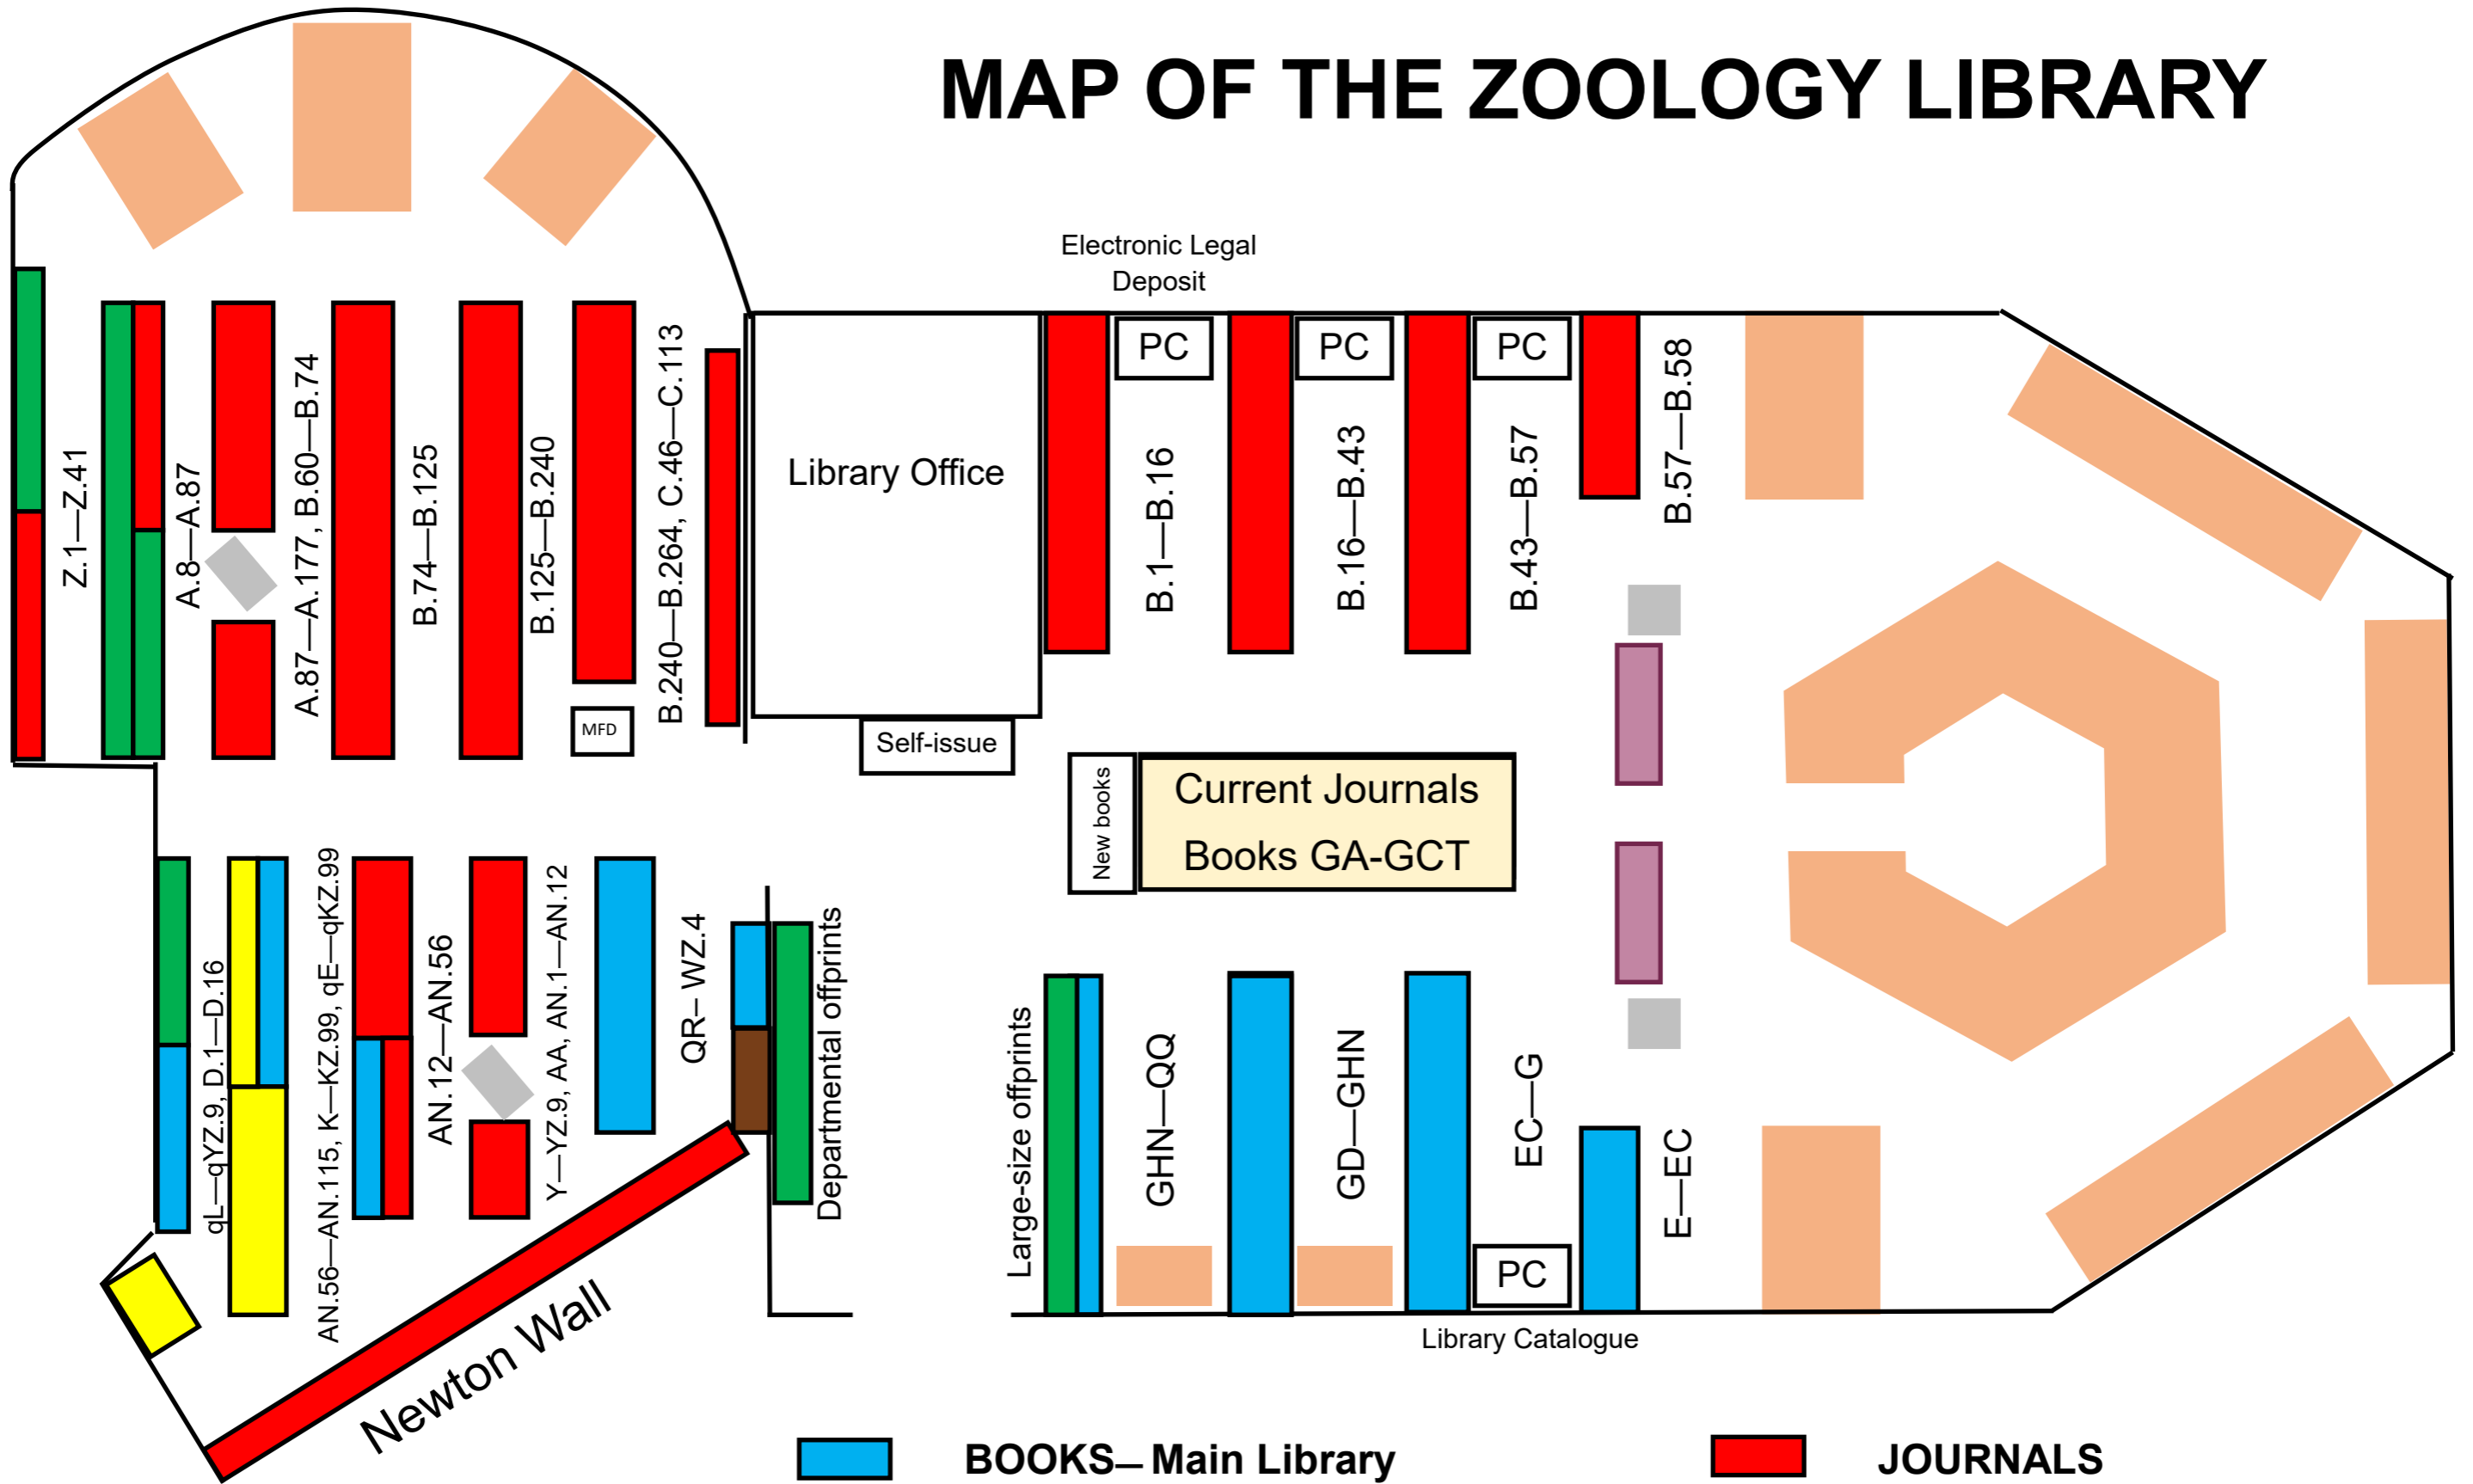 MAP OF THE ZOOLOGY LIBRARY
Electronic Legal
Deposit
Z.1—Z.41
A.8—A.87
A.87—A.177, B.60—B.74
B.74—B.125
B.125—B.240
B.240—B.264, C.46—C.113
MFD
Library Office
Self-issue
PC
PC
PC
B.1—B.16
B.16—B.43
B.43—B.57
B.57—B.58
New books
Current Journals
Books GA-GCT
qL—qYZ.9, D.1—D.16
AN.56—AN.115, K—KZ.99, qE—qKZ.99
AN.12—AN.56
Y—YZ.9, AA, AN.1—AN.12
QR– WZ.4
Departmental offprints
Large-size offprints
GHN—QQ
GD—GHN
EC—G
E—EC
PC
Library Catalogue
Newton Wall
BOOKS— Main Library
JOURNALS